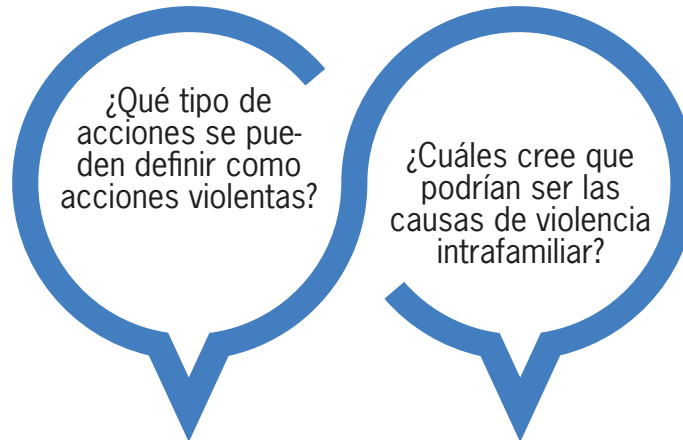 ¿Qué tipo de
acciones se pue-
den definir como
acciones violentas?
¿Cuáles cree que
podrían ser las
causas de violencia
intrafamiliar?